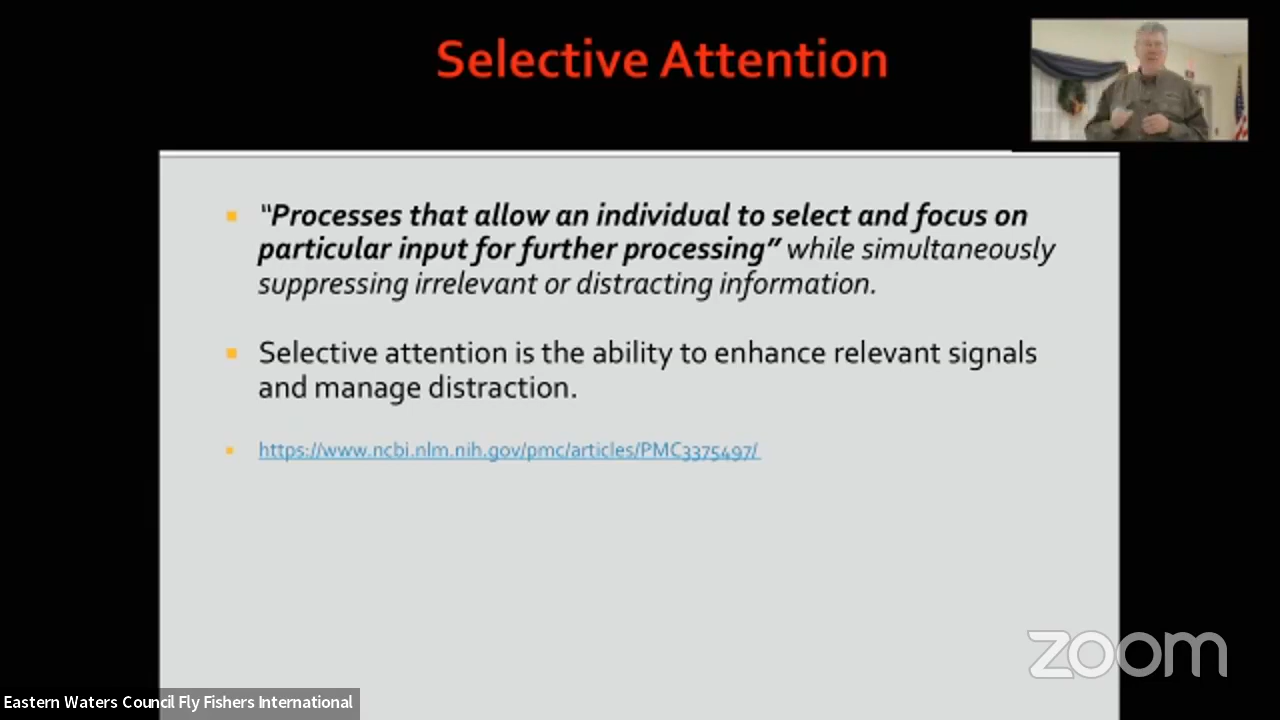 Selective Attention
“Processes that allow an individual to select and focus on
particular input for further processing” while simultaneously
suppressing irrelevant or distracting information.
Selective attention is the ability to enhance relevant signals
and manage distraction.
https://www.ncbi.nlm.nih.gov/pmc/articles/PMC3375497/
zoom
Eastern Waters Council Fly Fishers International